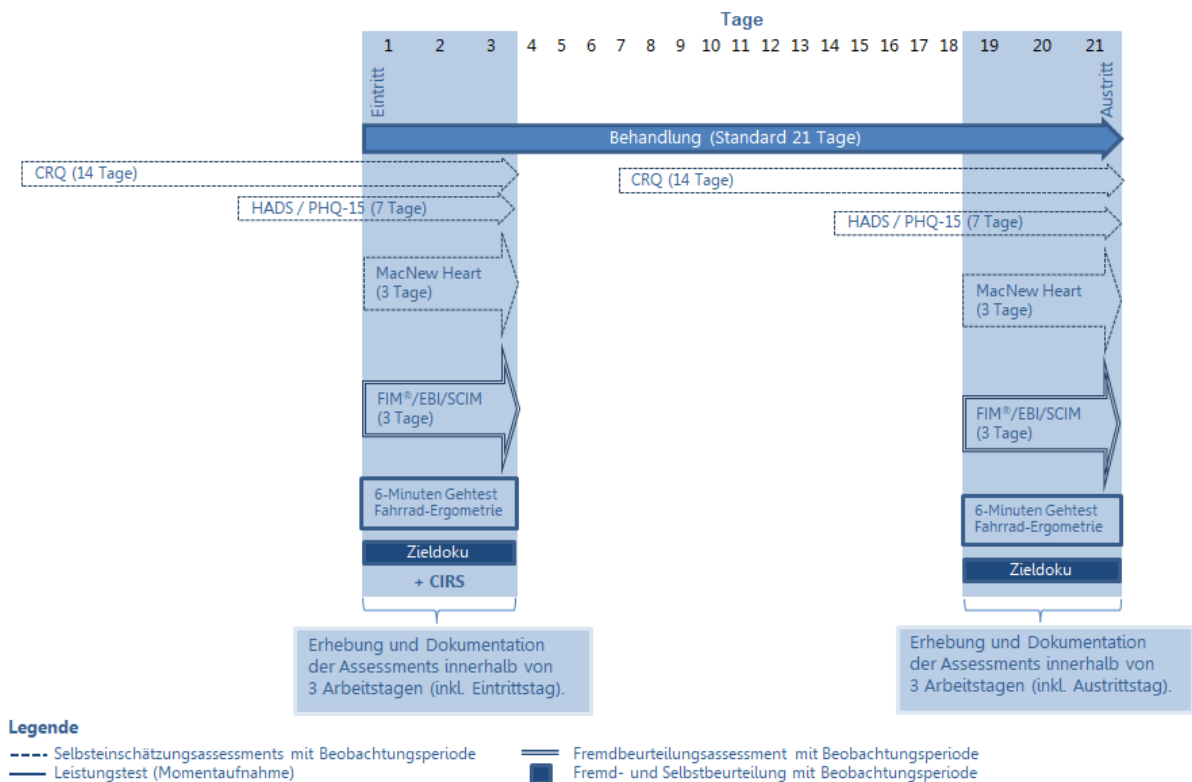 Tage
1 2 3 4 5 6 7 8 9 10 11 12 13 14 15 16 17 18 19 20 21
Eintritt
Austritt
Behandlung (Standard 21 Tage)
CRQ (14 Tage)
CRQ (14 Tage)
HADS / PHQ-15 (7 Tage)
HADS / PHQ-15 (7 Tage)
MacNew Heart
(3 Tage)
MacNew Heart
(3 Tage)
FIM®/EBI/SCIM
(3 Tage)
FIM®/EBI/SCIM
(3 Tage)
6-Minuten Gehtest
Fahrrad-Ergometrie
6-Minuten Gehtest
Fahrrad-Ergometrie
Zieldoku
+ CIRS
Zieldoku
Erhebung und Dokumentation
der Assessments innerhalb von
3 Arbeitstagen (inkl. Eintrittstag).
Erhebung und Dokumentation
der Assessments innerhalb von
3 Arbeitstagen (inkl. Austrittstag).
Legende
Selbsteinschätzungsassessments mit Beobachtungsperiode
Leistungstest (Momentaufnahme)
Fremdbeurteilungsassessment mit Beobachtungsperiode
Fremd- und Selbstbeurteilung mit Beobachtungsperiode